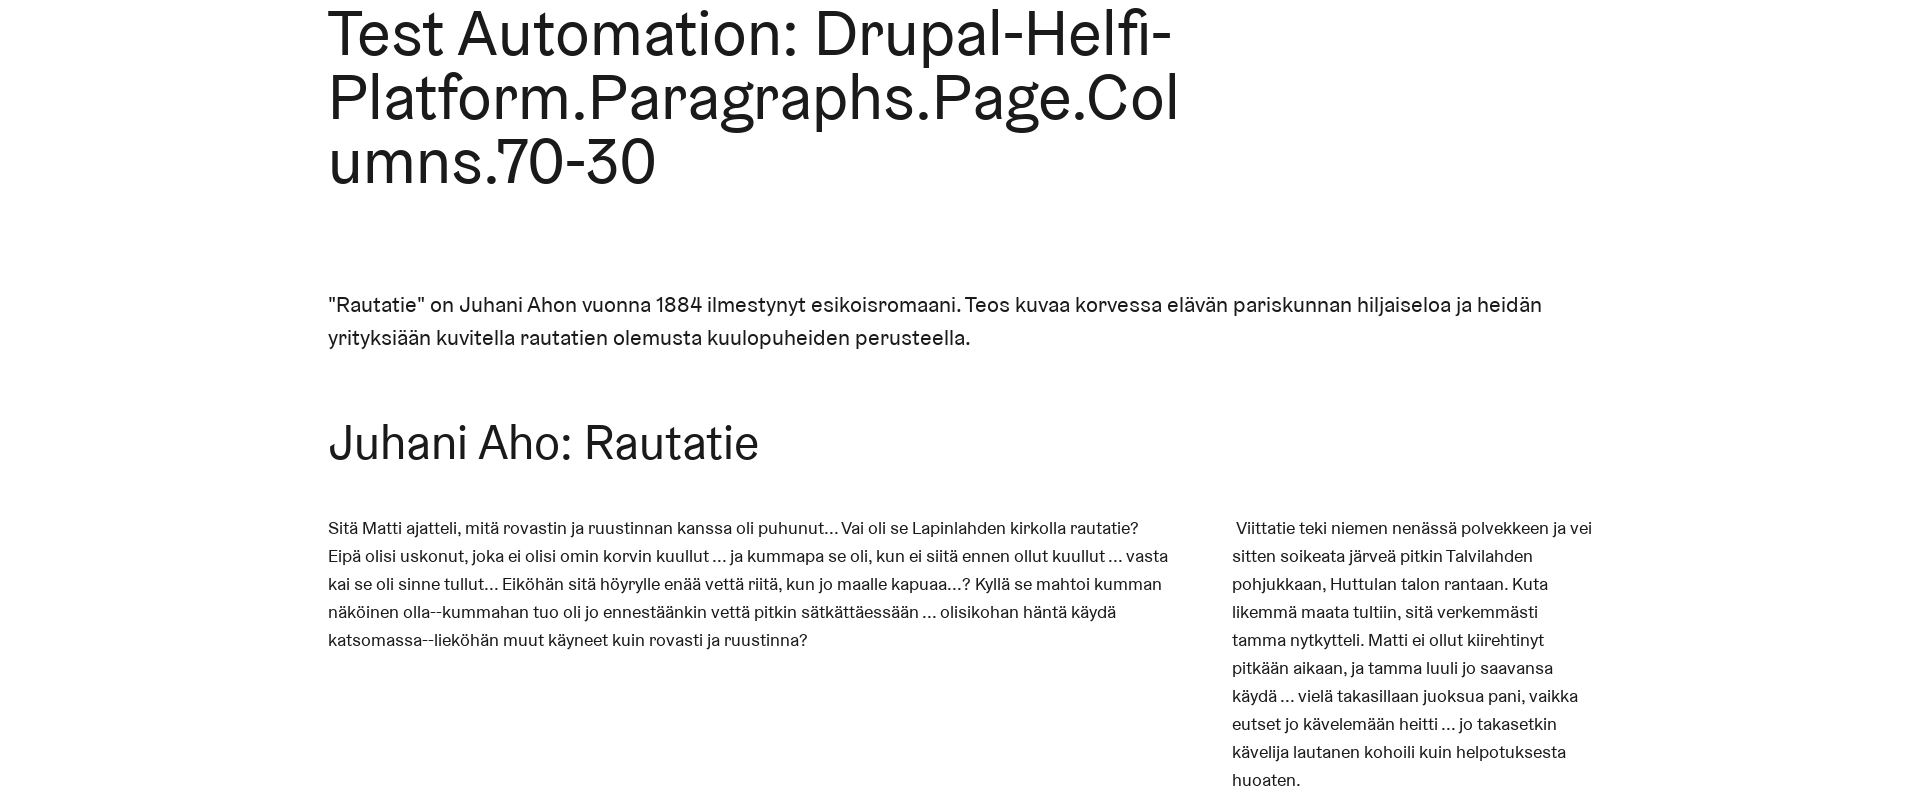 Test Automation: Drupal-Helfi-
Platform.Paragraphs.Page.Col
umns.70-30
"Rautatie" on Juhani Ahon vuonna 1884 ilmestynyt esikoisromaani. Teos kuvaa korvessa elävän pariskunnan hiljaiseloa ja heidän
yrityksiään kuvitella rautatien olemusta kuulopuheiden perusteella.
Juhani Aho: Rautatie
Sitä Matti ajatteli, mitä rovastin ja ruustinnan kanssa oli puhunut... Vai oli se Lapinlahden kirkolla rautatie?
Eipä olisi uskonut, joka ei olisi omin korvin kuullut ... ja kummapa se oli, kun ei siitä ennen ollut kuullut ... vasta
kai se oli sinne tullut... Eiköhän sitä höyrylle enää vettä riitä, kun jo maalle kapuaa...? Kyllä se mahtoi kumman
näköinen olla--kummahan tuo oli jo ennestäänkin vettä pitkin sätkättäessään ... olisikohan häntä käydä
katsomassa--lieköhän muut käyneet kuin rovasti ja ruustinna?
Viittatie teki niemen nenässä polvekkeen ja vei
sitten soikeata järveä pitkin Talvilahden
pohjukkaan, Huttulan talon rantaan. Kuta
likemmä maata tultiin, sitä verkemmästi
tamma nytkytteli. Matti ei ollut kiirehtinyt
pitkään aikaan, ja tamma luuli jo saavansa
käydä ... vielä takasillaan juoksua pani, vaikka
eutset jo kävelemään heitti ... jo takasetkin
kävelijä lautanen kohoili kuin helpotuksesta
huoaten.